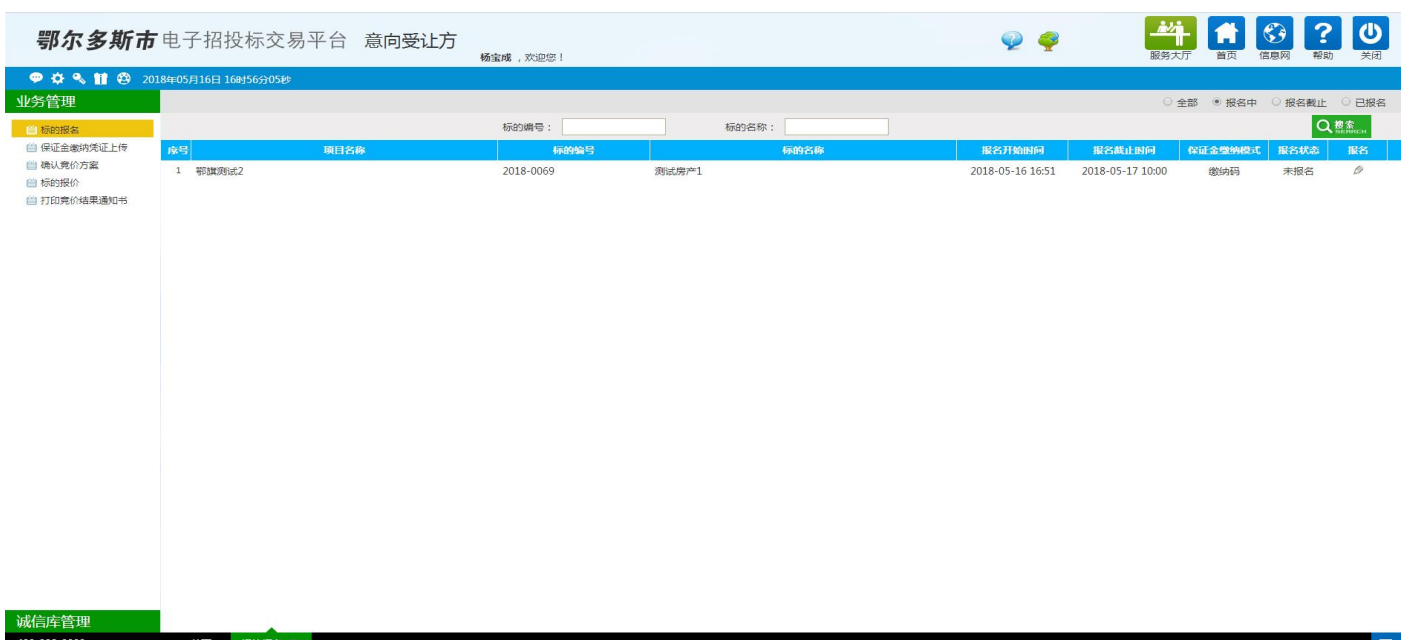 鄂尔多斯市电子招投标交易平台 意向受让方
杨宝成，欢迎您！
服务大厅 首页 信息网 帮助 关闭
2018年05月16日 16时56分05秒
业务管理
全部 报名中 报名截止 已报名
标的报名
标的编号： 标的名称： 搜索 SEARCH
保证金缴纳凭证上传
序号 项目名称 标的编号 标的名称 报名开始时间 报名截止时间 保证金缴纳模式 报名状态 报名
确认竞价方案
1 鄂旗测试2 2018-0069 测试房产1 2018-05-16 16:51 2018-05-17 10:00 缴纳码 未报名
标的报价
打印竞价结果通知书
诚信库管理